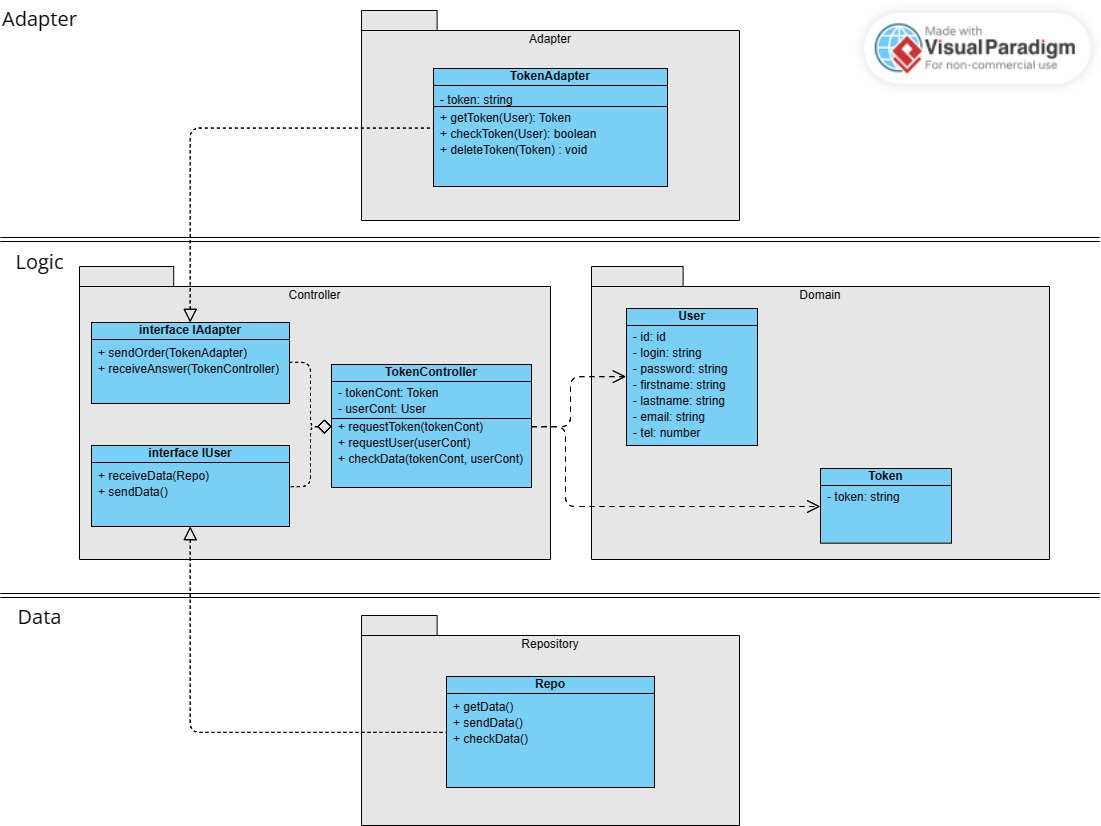 Adapter
Made with
Visual Paradigm
For non-commercial use
Adapter
TokenAdapter
- token: string
+ getToken(User): Token
+ checkToken(User): boolean
+ deleteToken(Token) : void
Logic
Controller
interface IAdapter
+ sendOrder(TokenAdapter)
+ receiveAnswer(TokenController)
TokenController
- tokenCont: Token
- userCont: User
+ requestToken(tokenCont)
+ requestUser(userCont)
+ checkData(tokenCont, userCont)
interface IUser
+ receiveData(Repo)
+ sendData()
Domain
User
- id: id
- login: string
- password: string
- firstname: string
- lastname: string
- email: string
- tel: number
Token
- token: string
Data
Repository
Repo
+ getData()
+ sendData()
+ checkData()